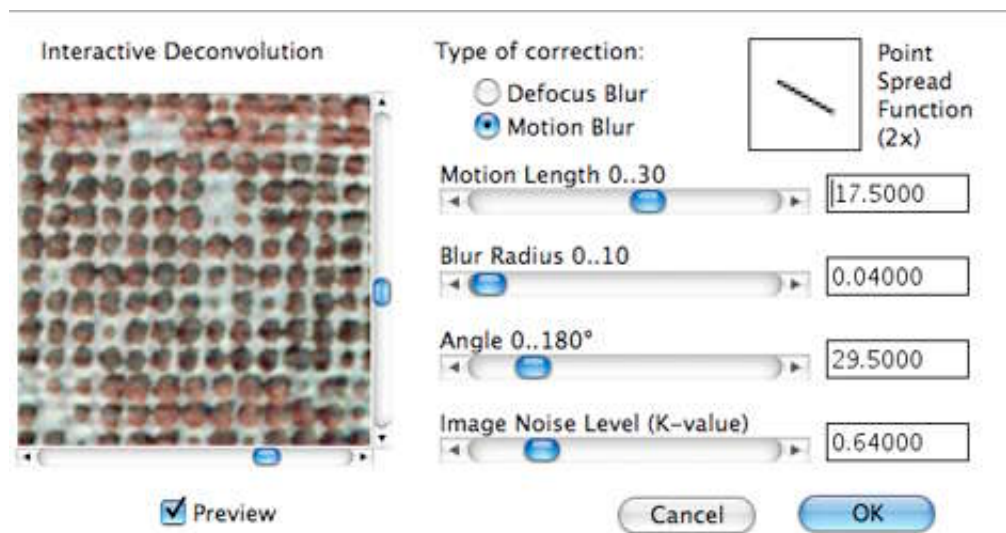 Interactive Deconvolution
Type of correction:
Defocus Blur
Motion Blur
Point
Spread
Function
(2x)
Motion Length 0..30
17.5000
Blur Radius 0..10
0.04000
Angle 0..180°
29.5000
Image Noise Level (K-value)
0.64000
Preview
Cancel
OK